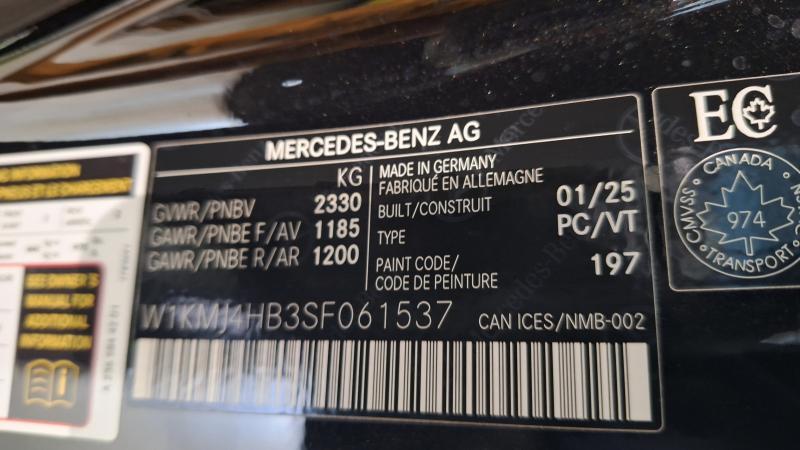 MERCEDES-BENZ AG
KG
GVWR/PNBV 2330
GAWR/PNBE F/AV 1185
GAWR/PNBE R/AR 1200
MADE IN GERMANY
FABRIQUÉ EN ALLEMAGNE
BUILT/CONSTRUIT 01/25
TYPE PC/VT
PAINT CODE/
CODE DE PEINTURE 197
W1KMJ4HB3SF061537
CAN ICES/NMB-002
EC
CANADA
CMVSS
974
TRANSPORT
SEE OWNER'S
MANUAL FOR
ADDITIONAL
INFORMATION